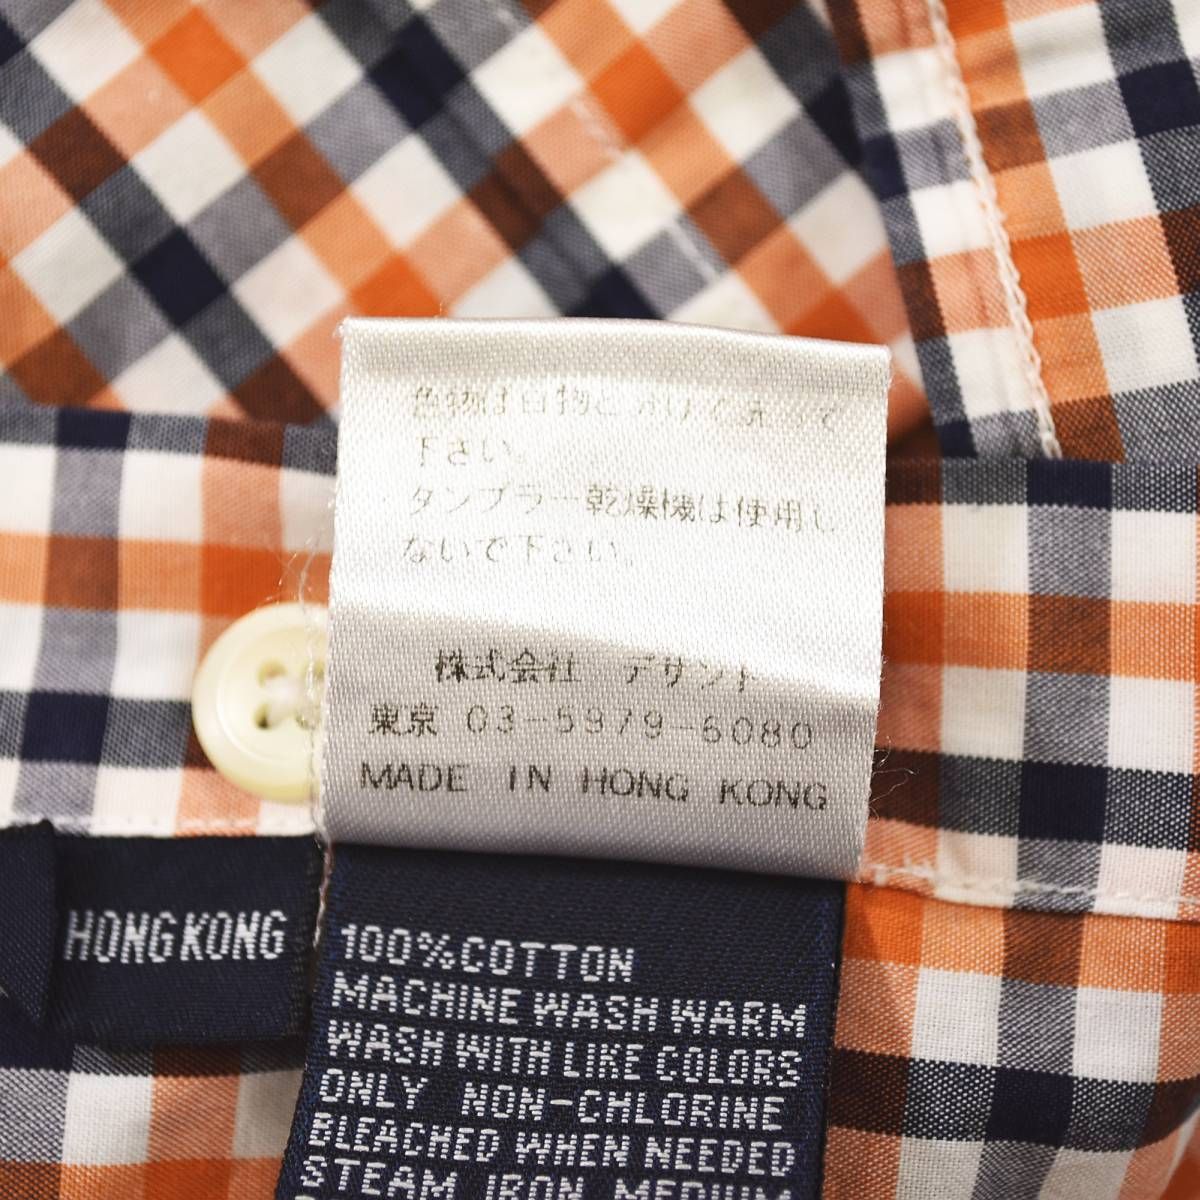 色物は白物と分けて洗って
下さい。
タンブラー乾燥機は使用し
ないで下さい。
株式会社 デサント
東京 03-5979-6080
MADE IN HONG KONG
HONG KONG
100% COTTON
MACHINE WASH WARM
WASH WITH LIKE COLORS
ONLY NON-CHLORINE
BLEACHED WHEN NEEDED
STEAM IRON MEDIUM